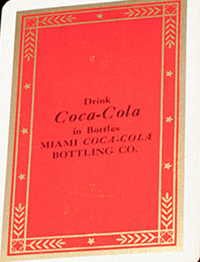 Drink
Coca-Cola
in Bottles
MIAMI COCA-COLA
BOTTLING CO.